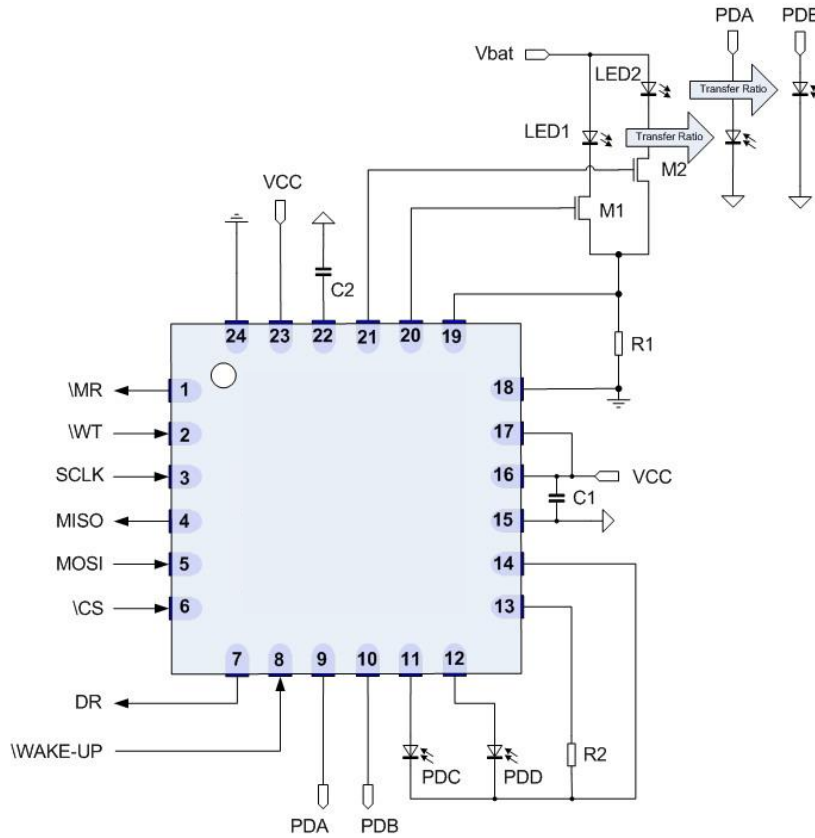 PDA PDB
Vbat
LED2
Transfer Ratio
LED1
Transfer Ratio
VCC
M2
M1
C2
24 23 22 21 20 19
R1
\MR 1 18
\WT 2 17
SCLK 3 16 VCC
C1
MISO 4 15
MOSI 5 14
\CS 6 13
7 8 9 10 11 12
DR
\WAKE-UP
PDC PDD R2
PDA PDB